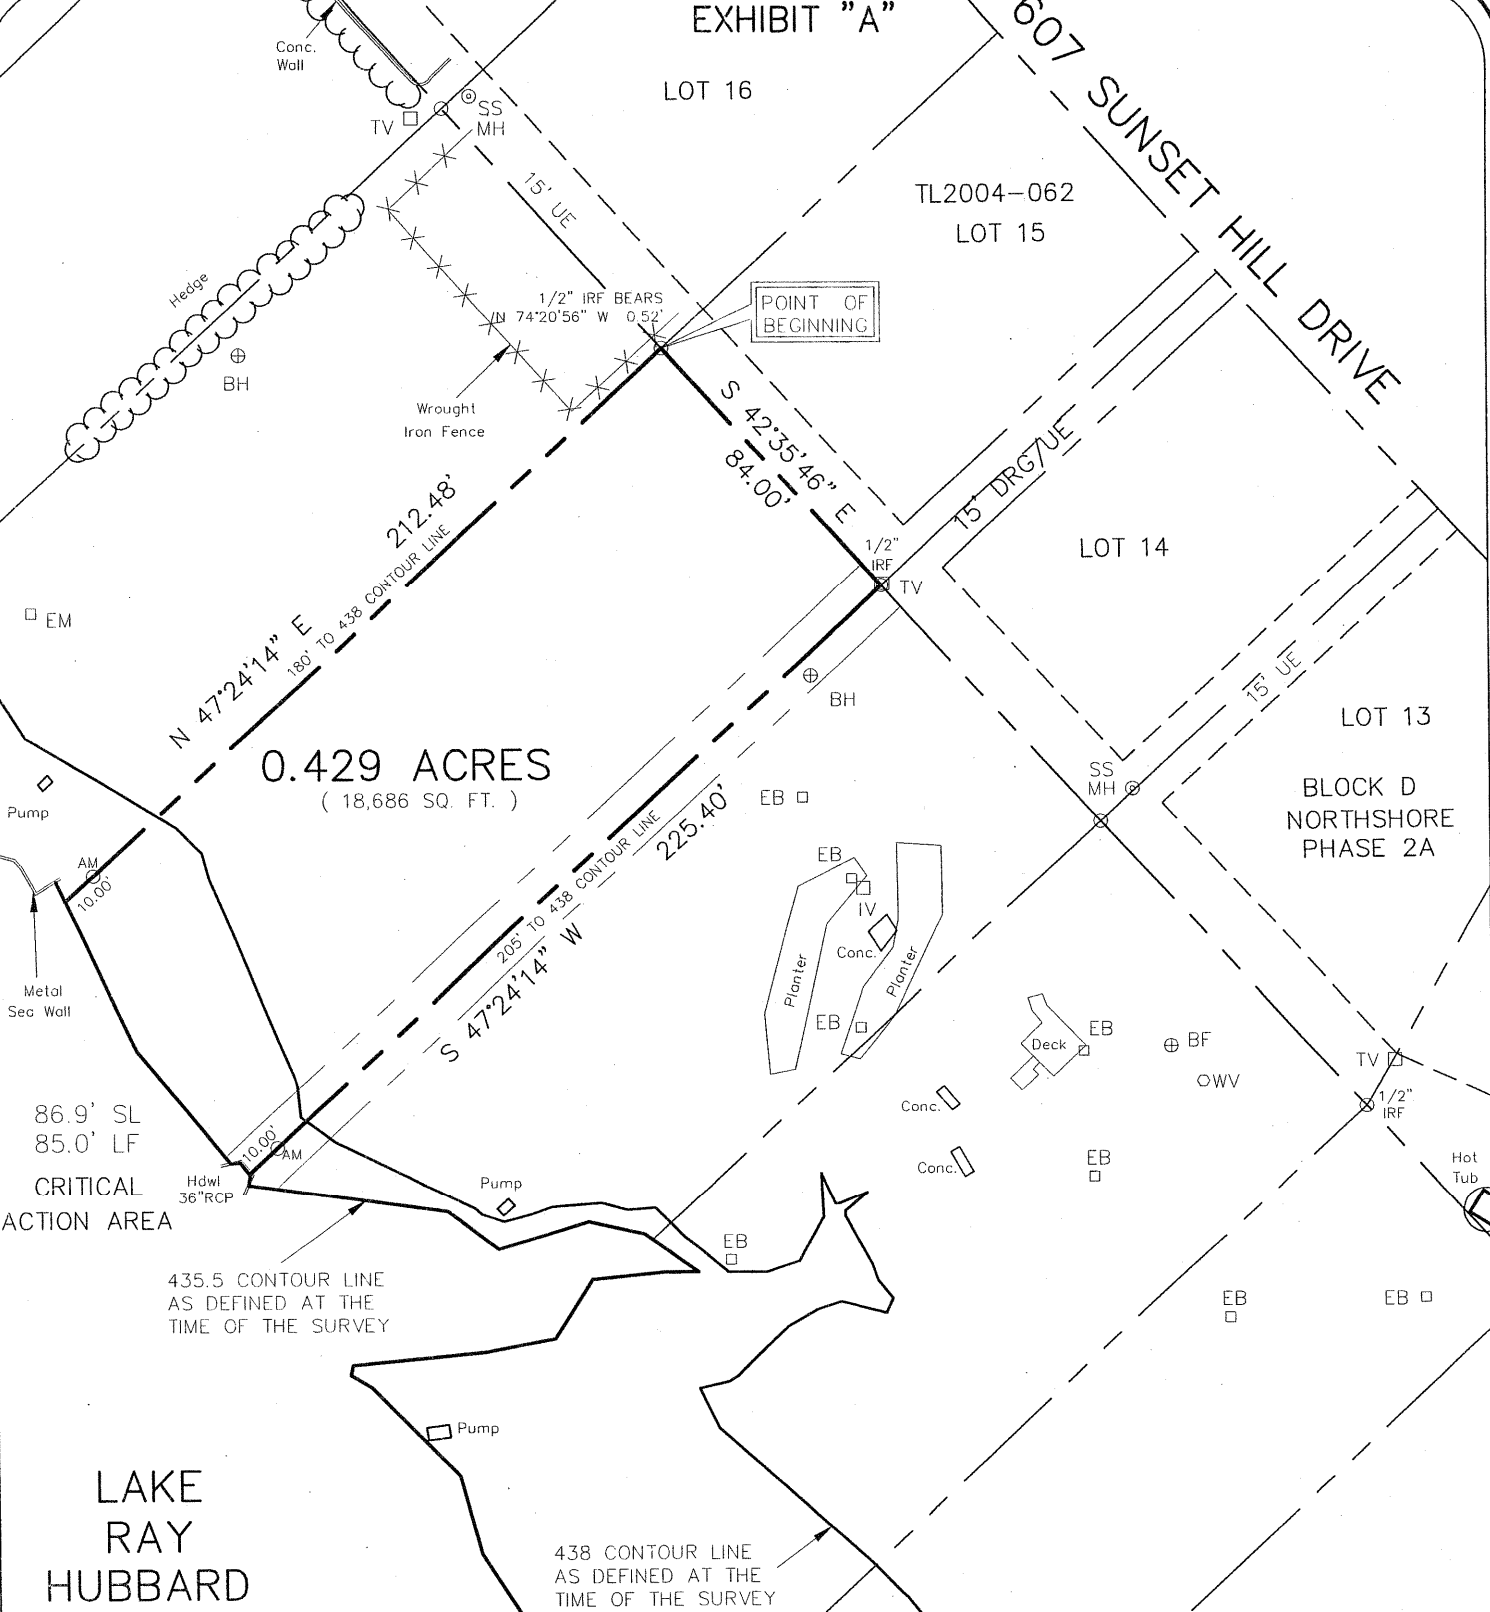 EXHIBIT "A"
607 SUNSET HILL DRIVE
Conc.
Wall
LOT 16
TV
SS
MH
15' UE
TL2004-062
LOT 15
Hedge
1/2" IRF BEARS
N 74°20'56" W 0.52'
POINT OF
BEGINNING
BH
Wrought
Iron Fence
S 42°35'46" E
84.00'
15' DRG/UE
212.48'
180' TO 438 CONTOUR LINE
N 47°24'14" E
1/2"
IRF
TV
LOT 14
EM
BH
15' UE
LOT 13
0.429 ACRES
( 18,686 SQ. FT. )
Pump
SS
MH
BLOCK D
NORTHSHORE
PHASE 2A
EB
225.40'
205' TO 438 CONTOUR LINE
S 47°24'14" W
AM
10.00'
EB
IV
Conc.
Planter
Planter
Metal
Sea Wall
EB
Deck
EB
BF
WV
TV
1/2"
IRF
86.9' SL
85.0' LF
CRITICAL
ACTION AREA
10.00'
AM
Conc.
Conc.
EB
Hot
Tub
Hdwl
36"RCP
Pump
EB
435.5 CONTOUR LINE
AS DEFINED AT THE
TIME OF THE SURVEY
EB
EB
Pump
LAKE
RAY
HUBBARD
438 CONTOUR LINE
AS DEFINED AT THE
TIME OF THE SURVEY